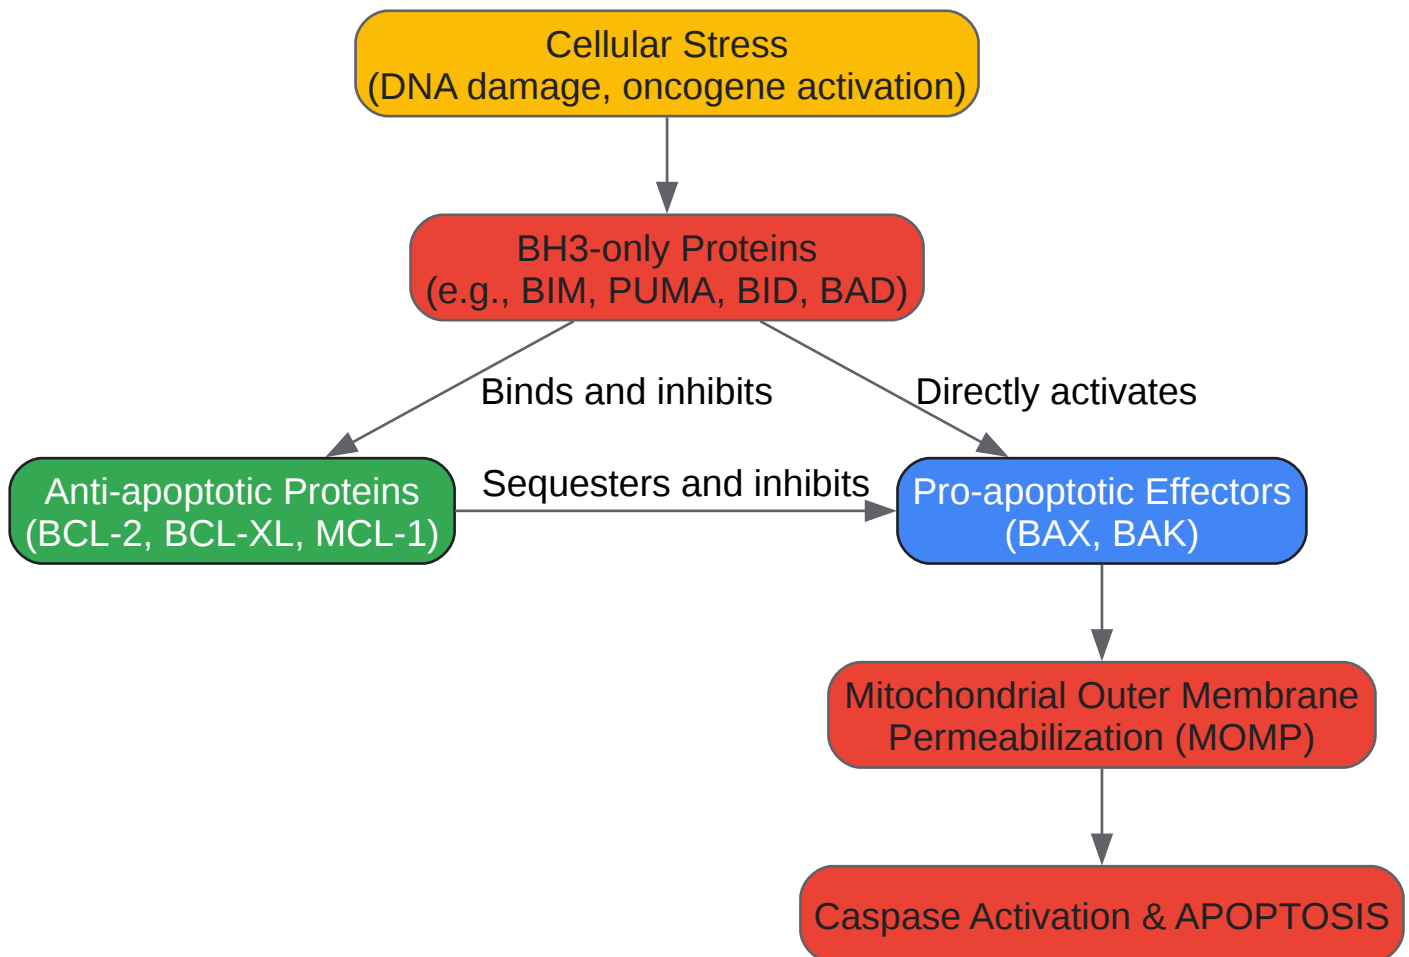 Cellular Stress
(DNA damage, oncogene activation)
BH3-only Proteins
(e.g., BIM, PUMA, BID, BAD)
Binds and inhibits
Directly activates
Sequesters and inhibits
Anti-apoptotic Proteins
(BCL-2, BCL-XL, MCL-1)
Pro-apoptotic Effectors
(BAX, BAK)
Mitochondrial Outer Membrane
Permeabilization (MOMP)
Caspase Activation & APOPTOSIS